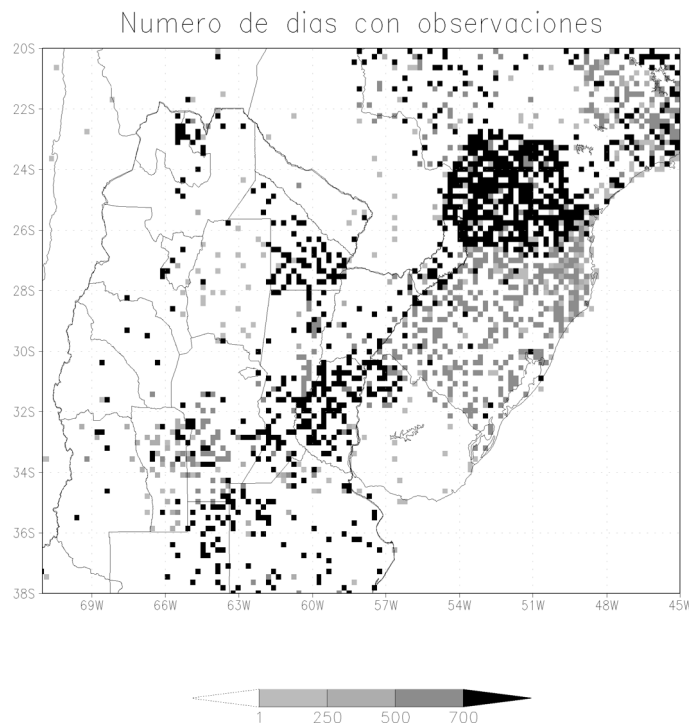 Numero de dias con observaciones
20S
22S
24S
26S
28S
30S
32S
34S
36S
38S
69W 66W 63W 60W 57W 54W 51W 48W 45W
1 250 500 700